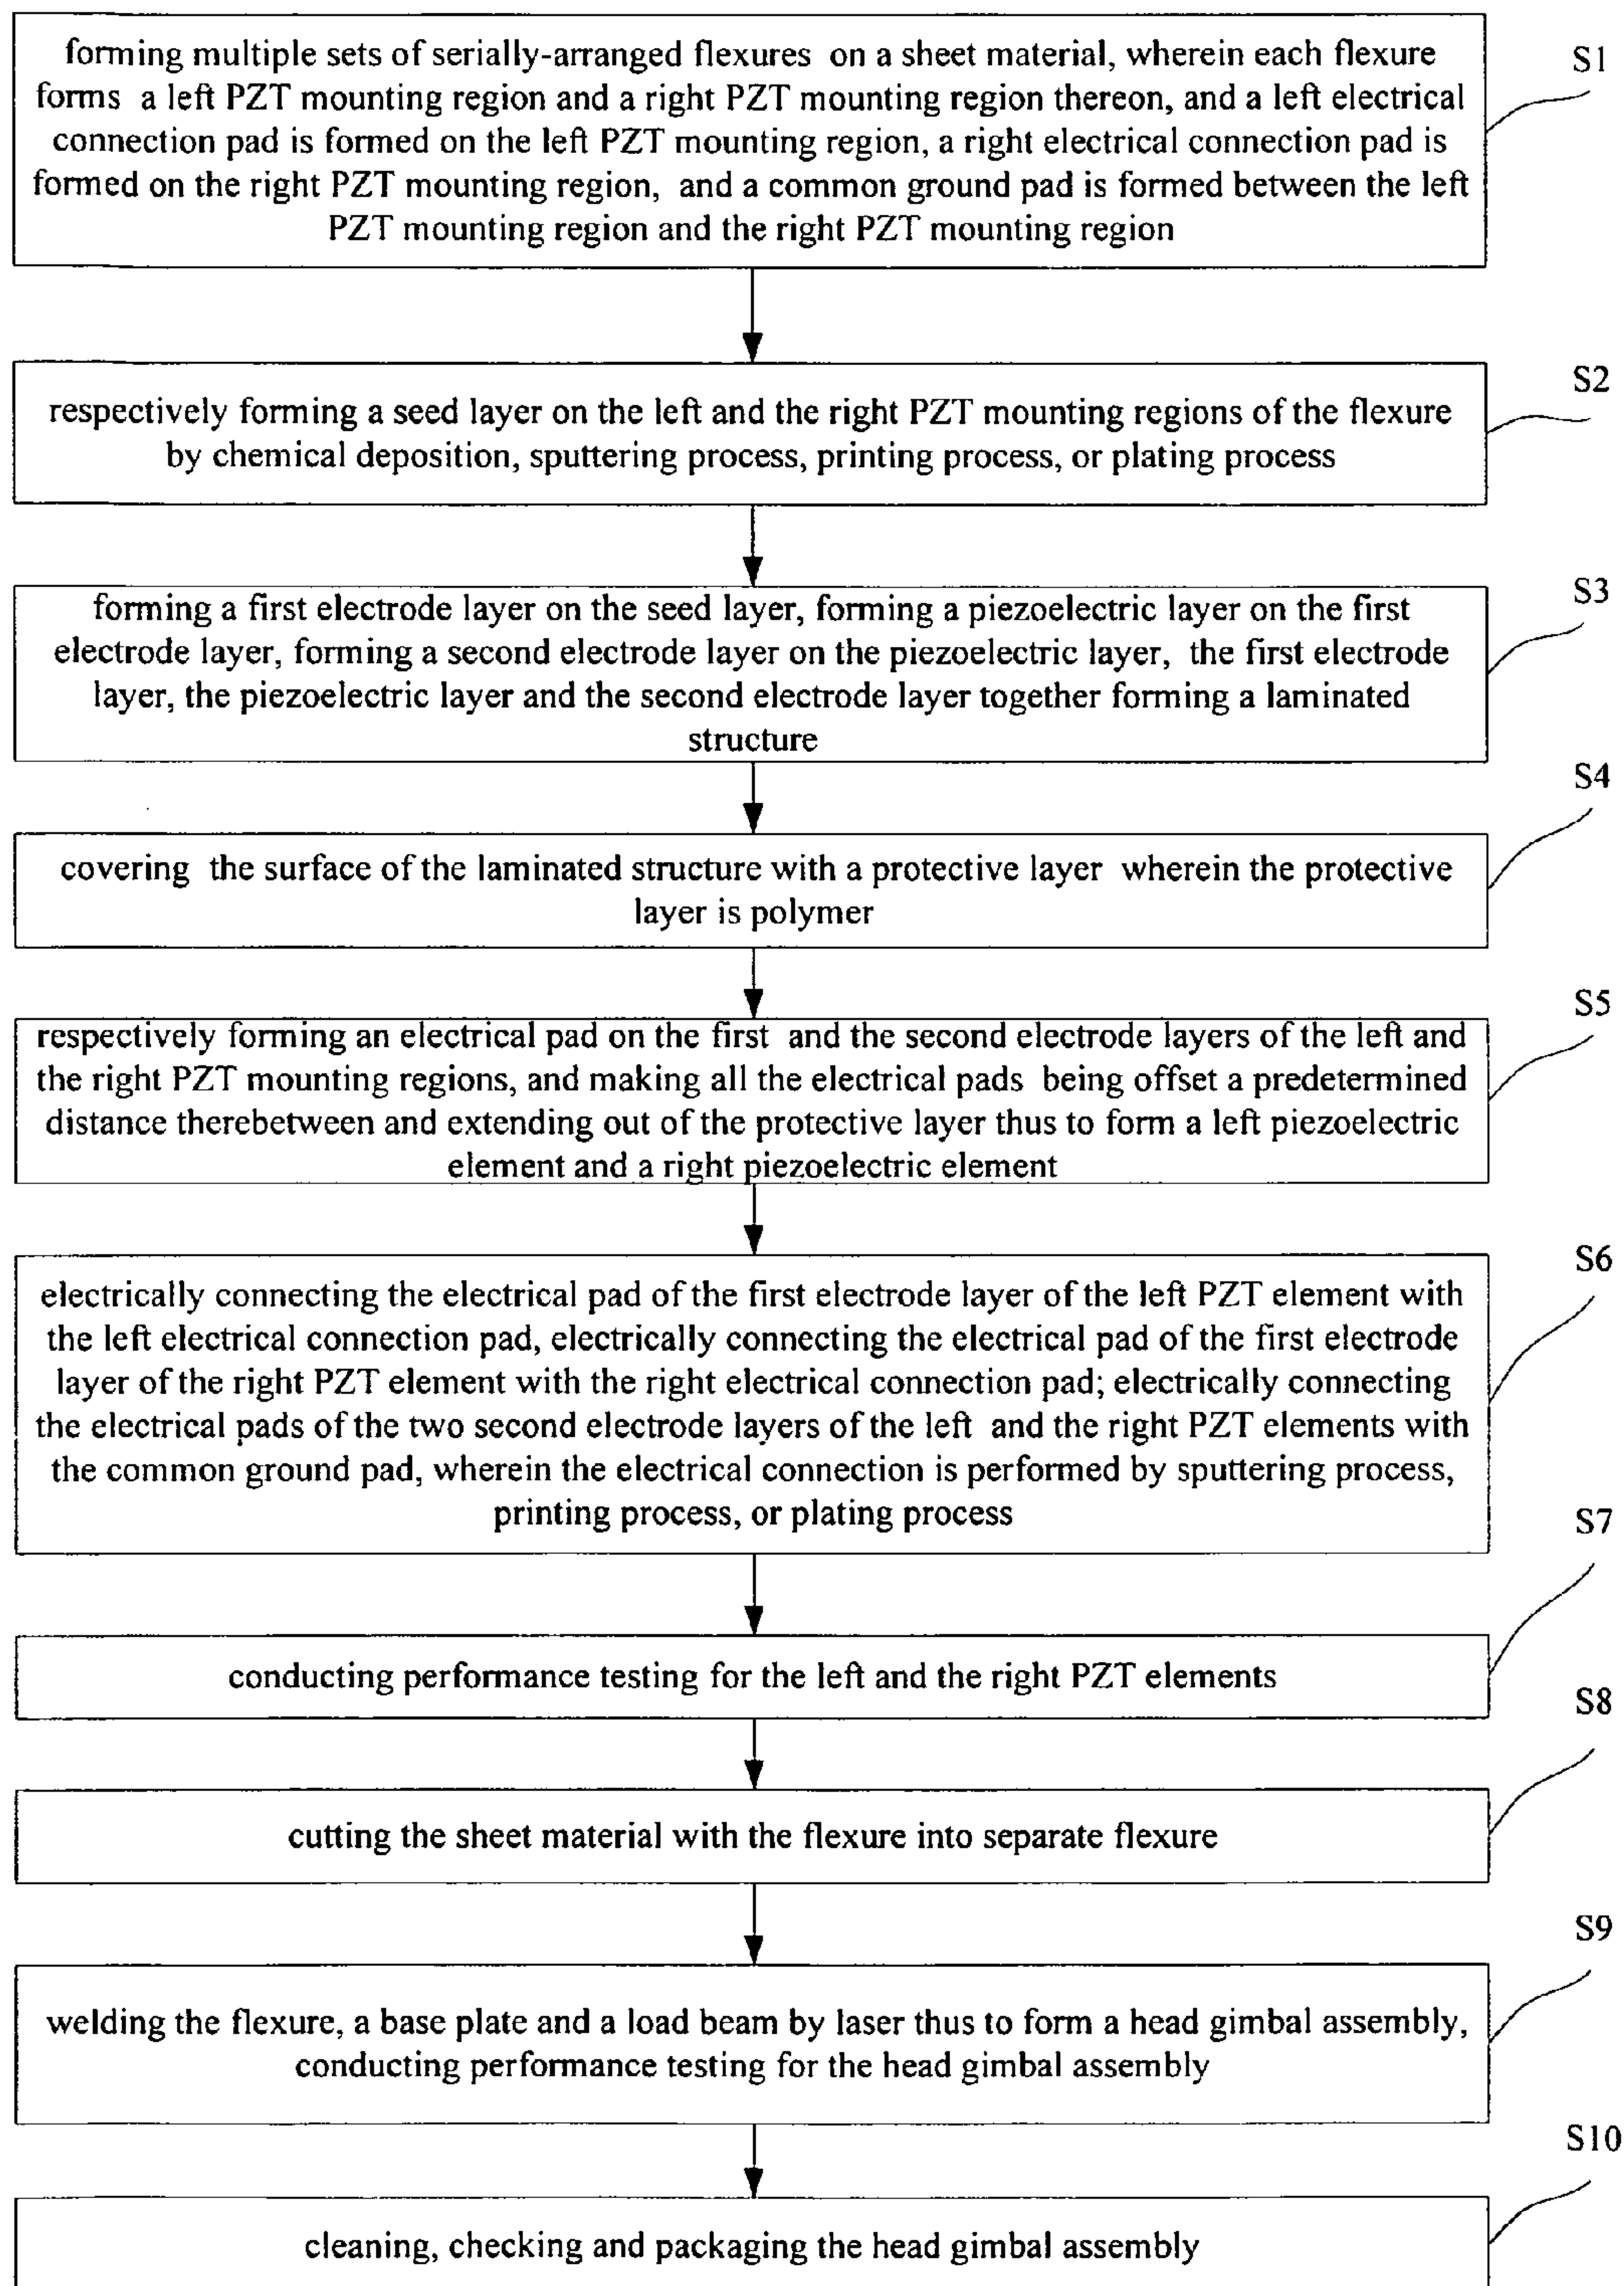 forming multiple sets of serially-arranged flexures on a sheet material, wherein each flexure
forms a left PZT mounting region and a right PZT mounting region thereon, and a left electrical
connection pad is formed on the left PZT mounting region, a right electrical connection pad is
formed on the right PZT mounting region, and a common ground pad is formed between the left
PZT mounting region and the right PZT mounting region
S1
respectively forming a seed layer on the left and the right PZT mounting regions of the flexure
by chemical deposition, sputtering process, printing process, or plating process
S2
forming a first electrode layer on the seed layer, forming a piezoelectric layer on the first
electrode layer, forming a second electrode layer on the piezoelectric layer, the first electrode
layer, the piezoelectric layer and the second electrode layer together forming a laminated
structure
S3
covering the surface of the laminated structure with a protective layer wherein the protective
layer is polymer
S4
respectively forming an electrical pad on the first and the second electrode layers of the left and
the right PZT mounting regions, and making all the electrical pads being offset a predetermined
distance therebetween and extending out of the protective layer thus to form a left piezoelectric
element and a right piezoelectric element
S5
electrically connecting the electrical pad of the first electrode layer of the left PZT element with
the left electrical connection pad, electrically connecting the electrical pad of the first electrode
layer of the right PZT element with the right electrical connection pad; electrically connecting
the electrical pads of the two second electrode layers of the left and the right PZT elements with
the common ground pad, wherein the electrical connection is performed by sputtering process,
printing process, or plating process
S6
conducting performance testing for the left and the right PZT elements
S7
cutting the sheet material with the flexure into separate flexure
S8
welding the flexure, a base plate and a load beam by laser thus to form a head gimbal assembly,
conducting performance testing for the head gimbal assembly
S9
cleaning, checking and packaging the head gimbal assembly
S10